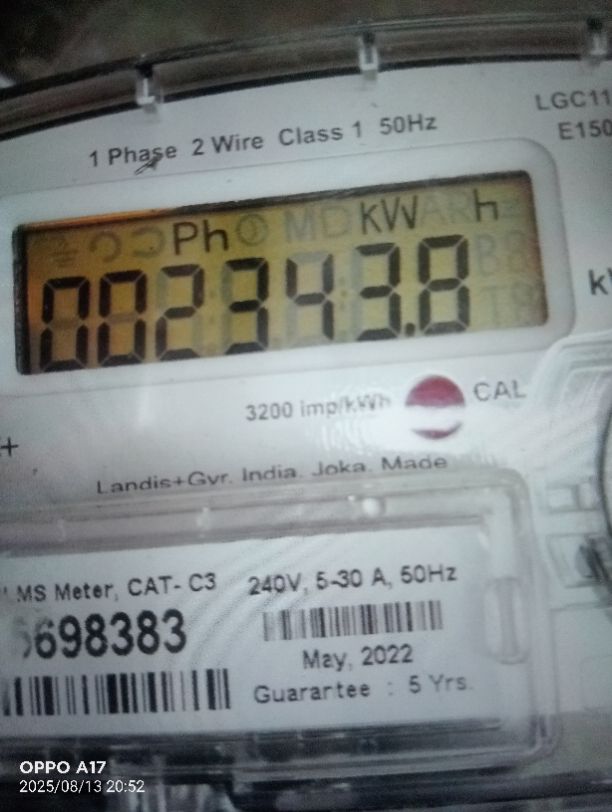 LGC11
1 Phase 2 Wire Class 1 50Hz
E150
Ph MD kWARh
002343.8
3200 imp/kWh
CAL
Landis+Gyr. India. Joka. Made
MS Meter, CAT- C3
240V, 5-30 A, 50Hz
698383
May, 2022
Guarantee : 5 Yrs.
OPPO A17
2025/08/13 20:52